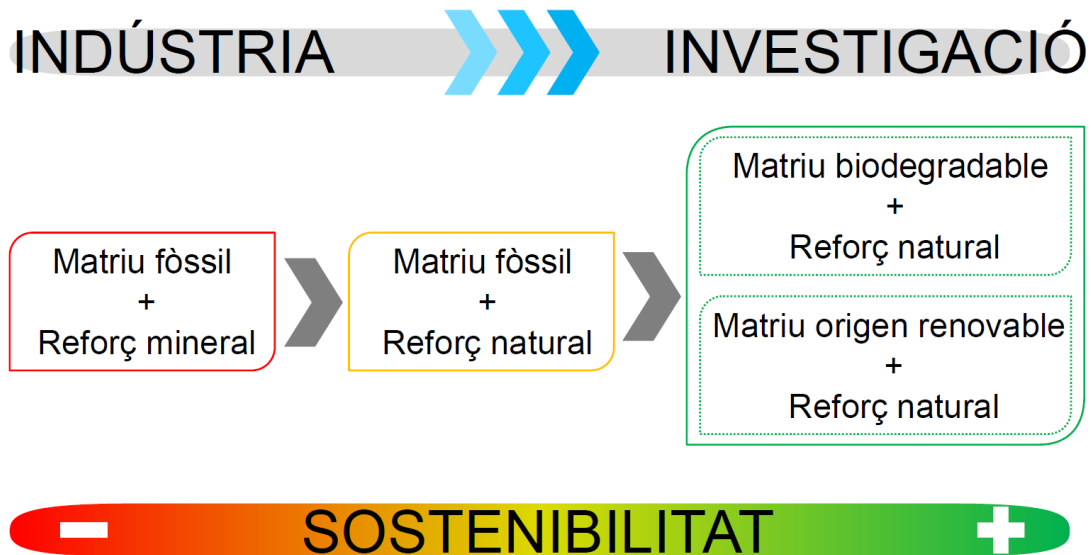 INDÚSTRIA
INVESTIGACIÓ
Matriu fòssil
+
Reforç mineral
Matriu fòssil
+
Reforç natural
Matriu biodegradable
+
Reforç natural
Matriu origen renovable
+
Reforç natural
- SOSTENIBILITAT +